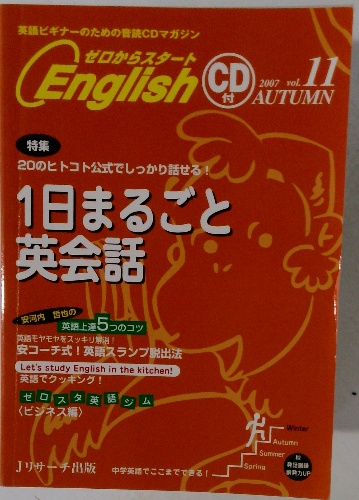 英語ビギナーのための音読CDマガジン
ゼロからスタート
English
CD付
2007 vol.11
AUTUMN
特集
20のヒトコト公式でしっかり話せる！
1日まるごと
英会話
安河内 哲也の
英語上達5つのコツ
英語モヤモヤをスッキリ解消！
安コーチ式！英語スランプ脱出法
Let's study English in the kitchen!
英語でクッキング！
ゼロスタ英語ジム
〈ビジネス編〉
Winter
Autumn
Summer
Spring
Jリサーチ出版
中学英語でここまでできる！